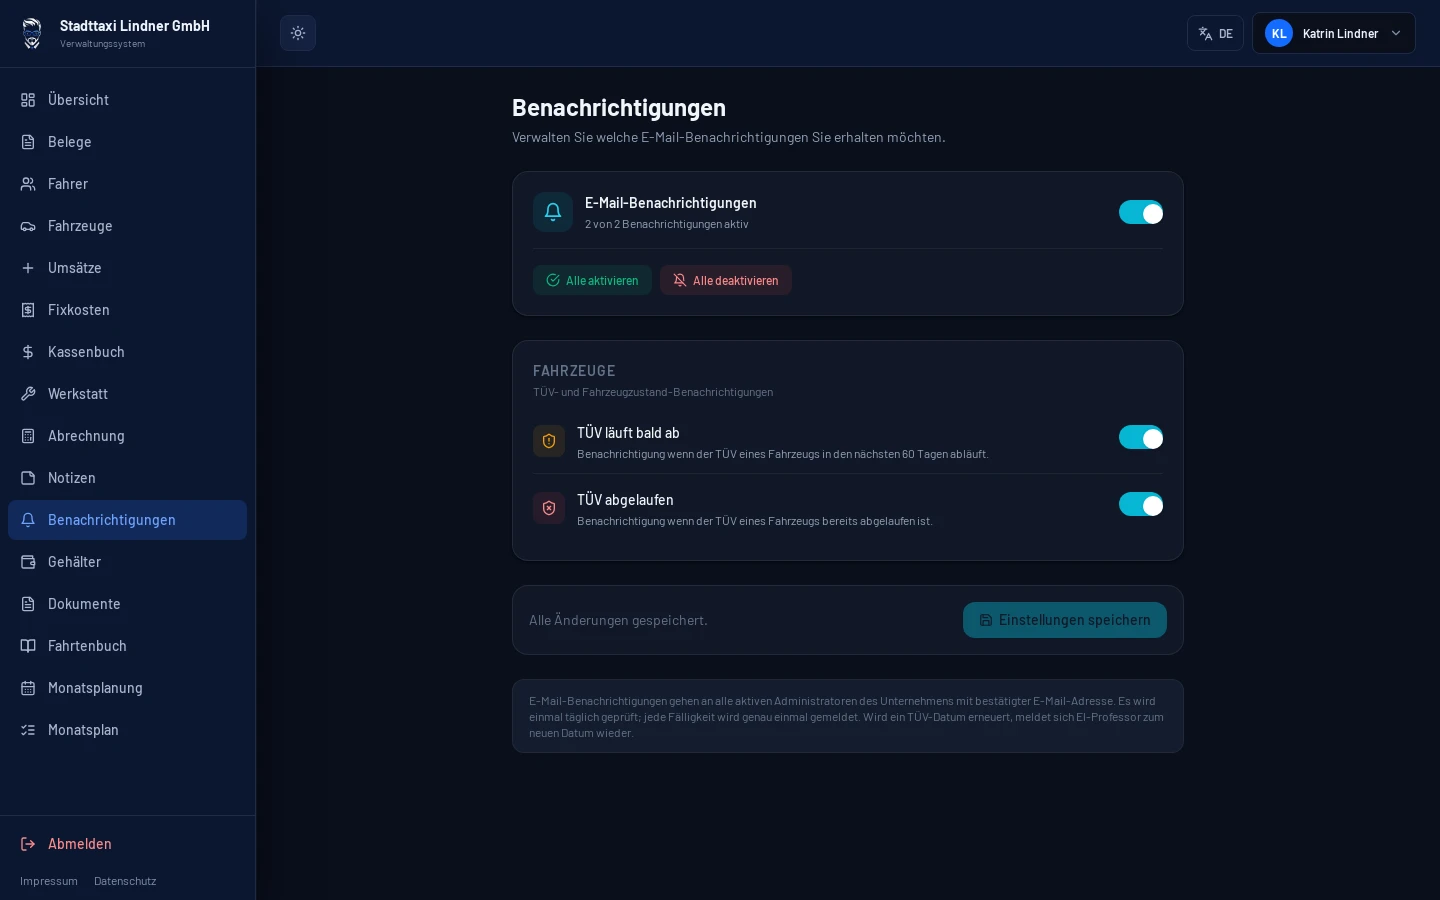 Stadttaxi Lindner GmbH
Verwaltungssystem
DE
KL
Katrin Lindner
Übersicht
Belege
Fahrer
Fahrzeuge
Umsätze
Fixkosten
Kassenbuch
Werkstatt
Abrechnung
Notizen
Benachrichtigungen
Gehälter
Dokumente
Fahrtenbuch
Monatsplanung
Monatsplan
Abmelden
Impressum Datenschutz
Benachrichtigungen
Verwalten Sie welche E-Mail-Benachrichtigungen Sie erhalten möchten.
E-Mail-Benachrichtigungen
2 von 2 Benachrichtigungen aktiv
Alle aktivieren Alle deaktivieren
FAHRZEUGE
TÜV- und Fahrzeugzustand-Benachrichtigungen
TÜV läuft bald ab
Benachrichtigung wenn der TÜV eines Fahrzeugs in den nächsten 60 Tagen abläuft.
TÜV abgelaufen
Benachrichtigung wenn der TÜV eines Fahrzeugs bereits abgelaufen ist.
Alle Änderungen gespeichert. Einstellungen speichern
E-Mail-Benachrichtigungen gehen an alle aktiven Administratoren des Unternehmens mit bestätigter E-Mail-Adresse. Es wird
einmal täglich geprüft; jede Fälligkeit wird genau einmal gemeldet. Wird ein TÜV-Datum erneuert, meldet sich El-Professor zum
neuen Datum wieder.